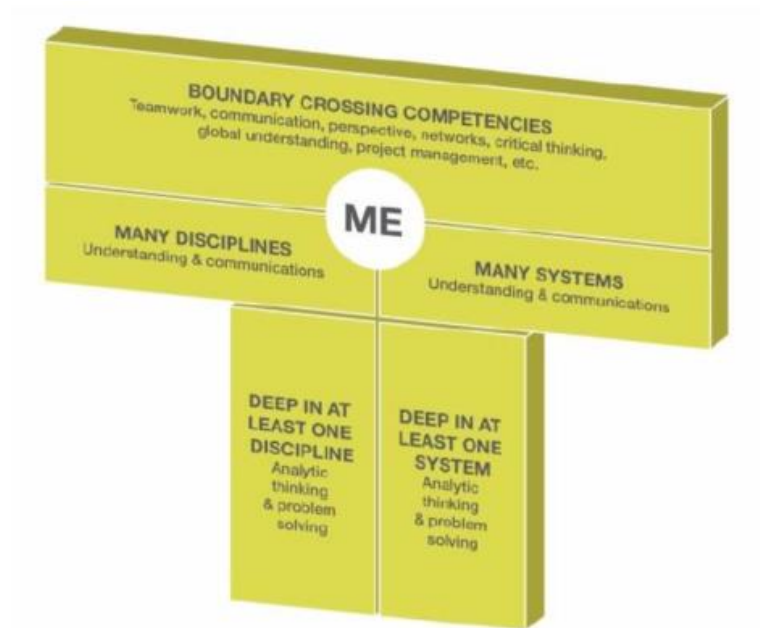 BOUNDARY CROSSING COMPETENCIES
Teamwork, communication, perspective, networks, critical thinking,
global understanding, project management, etc.
ME
MANY DISCIPLINES
Understanding & communications
MANY SYSTEMS
Understanding & communications
DEEP IN AT
LEAST ONE
DISCIPLINE
Analytic
thinking
& problem
solving
DEEP IN AT
LEAST ONE
SYSTEM
Analytic
thinking
& problem
solving